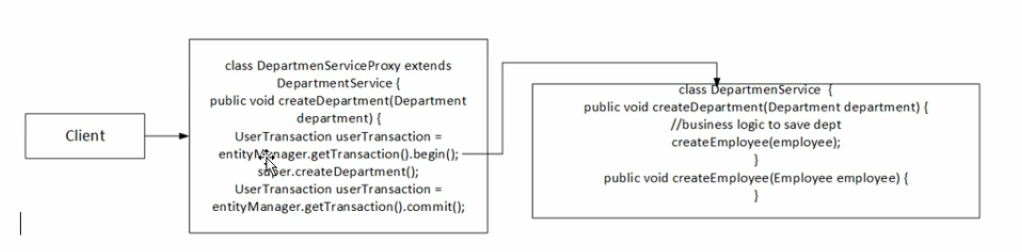 Client
class DepartmenServiceProxy extends
DepartmentService {
public void createDepartment(Department
department) {
UserTransaction userTransaction =
entityManager.getTransaction().begin();
super.createDepartment();
UserTransaction userTransaction =
entityManager.getTransaction().commit();
class DepartmenService {
public void createDepartment(Department department) {
//business logic to save dept
createEmployee(employee);
}
public void createEmployee(Employee employee) {
}